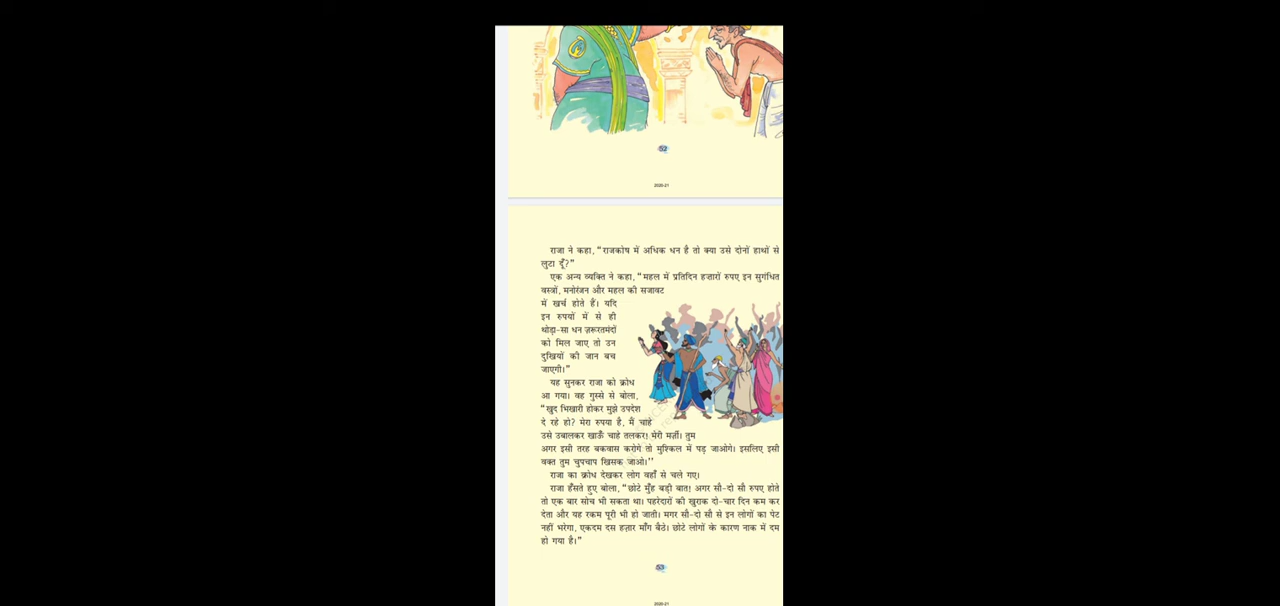 52
2020-21
राजा ने कहा, “राजकोष में अधिक धन है तो क्या उसे दोनों हाथों से
लुटा दूँ?”
एक अन्य व्यक्ति ने कहा, “महल में प्रतिदिन हज़ारों रुपए इन सुगंधित
वस्त्रों, मनोरंजन और महल की सजावट
में खर्च होते हैं। यदि
इन रुपयों में से ही
थोड़ा-सा धन ज़रूरतमंदों
को मिल जाए तो उन
दुखियों की जान बच
जाएगी।”
यह सुनकर राजा को क्रोध
आ गया। वह गुस्से से बोला,
“खुद भिखारी होकर मुझे उपदेश
दे रहे हो? मेरा रुपया है, मैं चाहे
उसे उबालकर खाऊँ चाहे तलकर! मेरी मर्ज़ी। तुम
अगर इसी तरह बकवास करोगे तो मुश्किल में पड़ जाओगे। इसलिए इसी
वक्त तुम चुपचाप खिसक जाओ।''
राजा का क्रोध देखकर लोग वहाँ से चले गए।
राजा हँसते हुए बोला, “छोटे मुँह बड़ी बात! अगर सौ-दो सौ रुपए होते
तो एक बार सोच भी सकता था। पहरेदारों की खुराक दो-चार दिन कम कर
देता और यह रकम पूरी भी हो जाती। मगर सौ-दो सौ से इन लोगों का पेट
नहीं भरेगा, एकदम दस हज़ार माँग बैठे। छोटे लोगों के कारण नाक में दम
हो गया है।”
53
2020-21